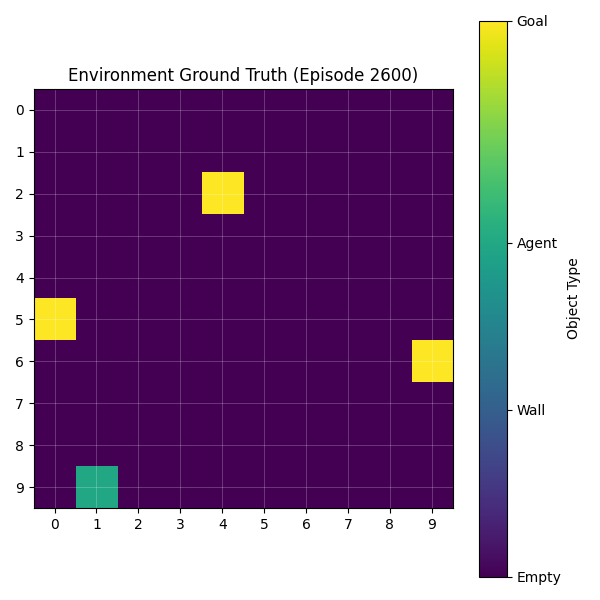 Environment Ground Truth (Episode 2600)
0
1
2
3
4
5
6
7
8
9
0 1 2 3 4 5 6 7 8 9
Goal
Agent
Wall
Empty
Object Type